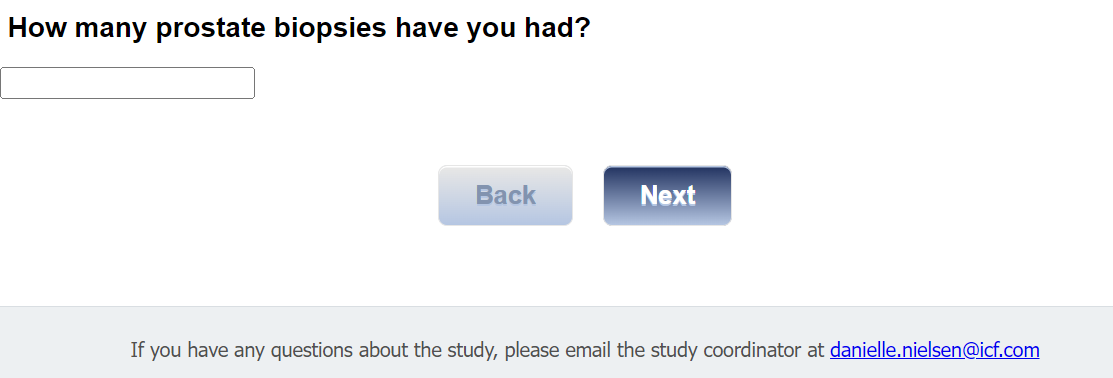 How many prostate biopsies have you had?
Back
Next
If you have any questions about the study, please email the study coordinator at danielle.nielsen@icf.com